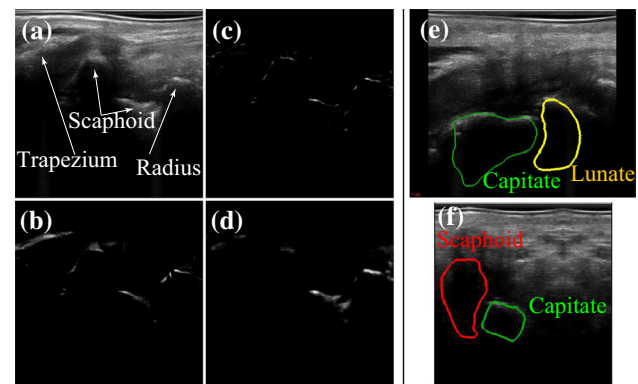 (a)
Scaphoid
Trapezium
Radius
(c)
(b)
(d)
(e)
Capitate
Lunate
(f)
Scaphoid
Capitate